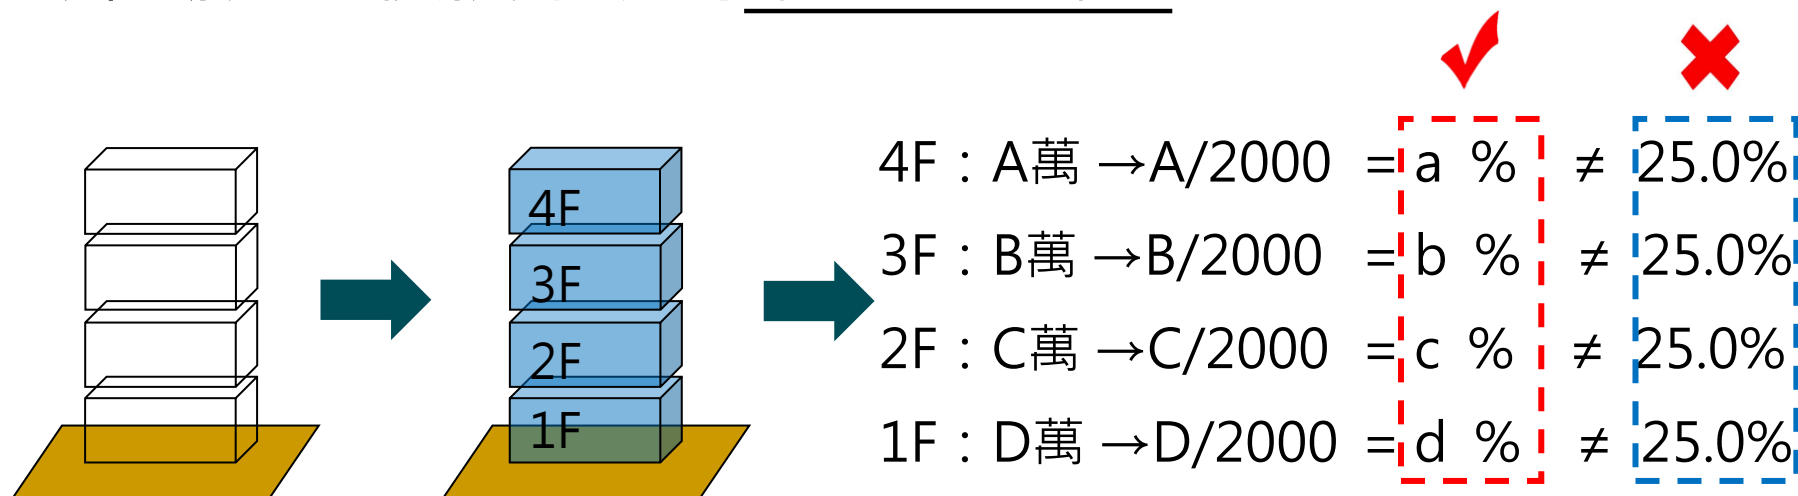 4F
3F
2F
1F
4F：A萬 →A/2000 = a % ≠ 25.0%
3F：B萬 →B/2000 = b % ≠ 25.0%
2F：C萬 →C/2000 = c % ≠ 25.0%
1F：D萬 →D/2000 = d % ≠ 25.0%